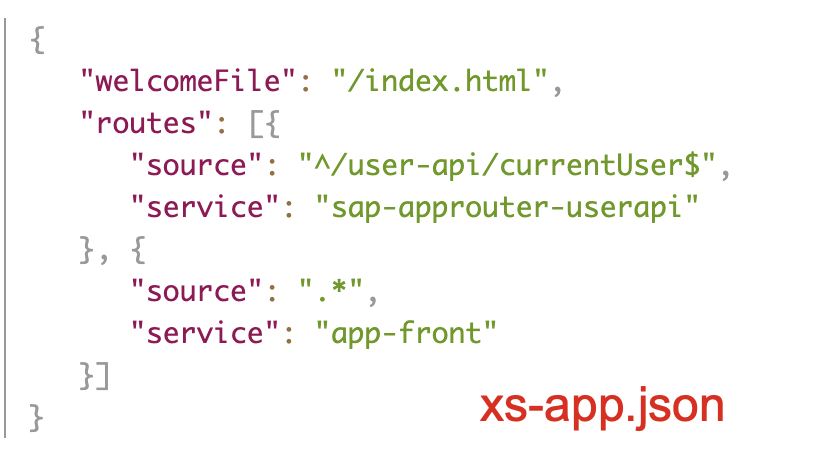 {
"welcomeFile": "/index.html",
"routes": [{
"source": "^/user-api/currentUser$",
"service": "sap-approuter-userapi"
}, {
"source": ".*",
"service": "app-front"
}]
}
xs-app.json